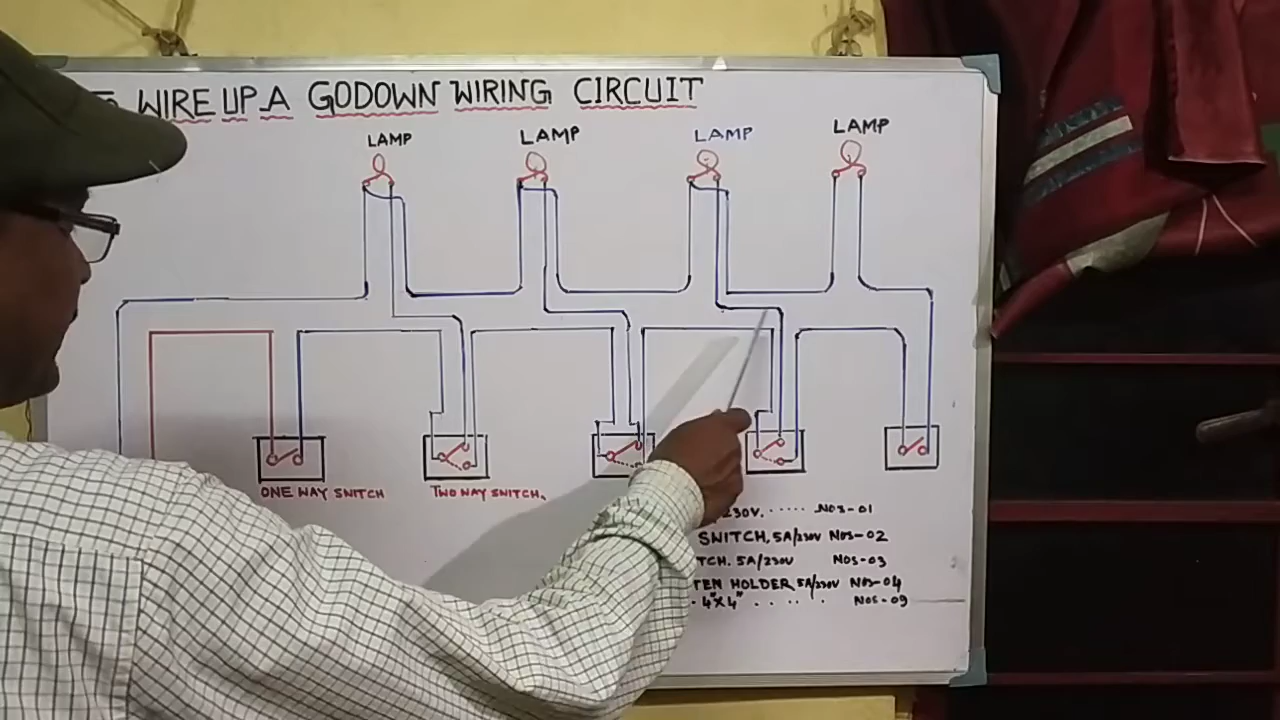 WIRE UP A GODOWN WIRING CIRCUIT
LAMP LAMP LAMP LAMP
ONE WAY SWITCH TWO WAY SWITCH.
230V. ...... NOS-01
SWITCH, 5A/230V NOS-02
TCH. 5A/230V NOS-03
TEN HOLDER 5A/230V NOS-04
4"X4" . . . . . NOS-09